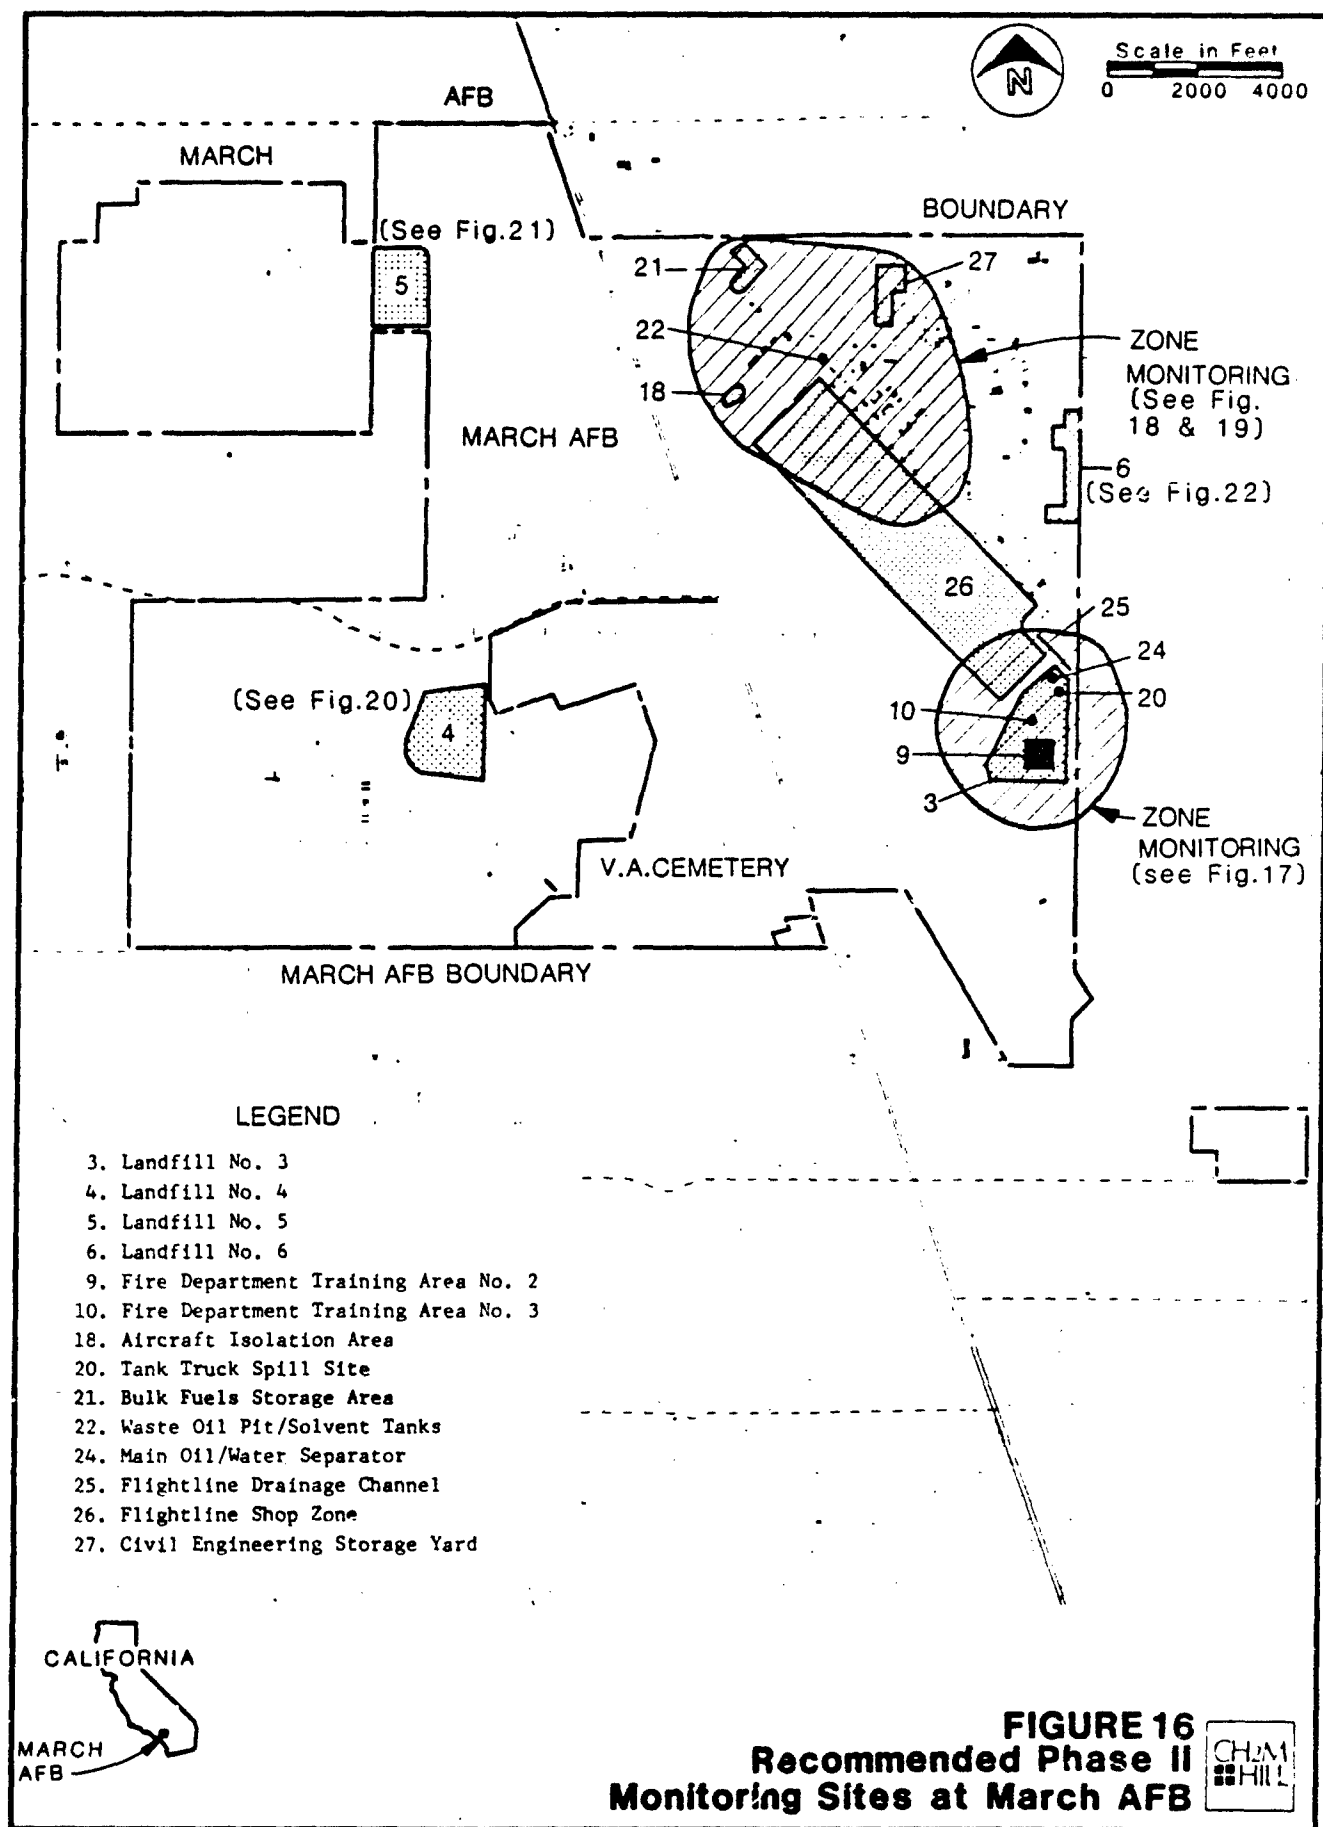 Scale in Feet
0 2000 4000
N
AFB
MARCH
BOUNDARY
(See Fig.21)
21
27
5
22
ZONE
MONITORING
(See Fig.
18 & 19)
18
MARCH AFB
6
(See Fig.22)
26
25
24
(See Fig.20)
20
10
4
9
3
ZONE
MONITORING
(see Fig.17)
V.A.CEMETERY
MARCH AFB BOUNDARY
LEGEND
3. Landfill No. 3
4. Landfill No. 4
5. Landfill No. 5
6. Landfill No. 6
9. Fire Department Training Area No. 2
10. Fire Department Training Area No. 3
18. Aircraft Isolation Area
20. Tank Truck Spill Site
21. Bulk Fuels Storage Area
22. Waste Oil Pit/Solvent Tanks
24. Main Oil/Water Separator
25. Flightline Drainage Channel
26. Flightline Shop Zone
27. Civil Engineering Storage Yard
CALIFORNIA
MARCH
AFB
FIGURE 16
Recommended Phase II
Monitoring Sites at March AFB
CH2M
HILL